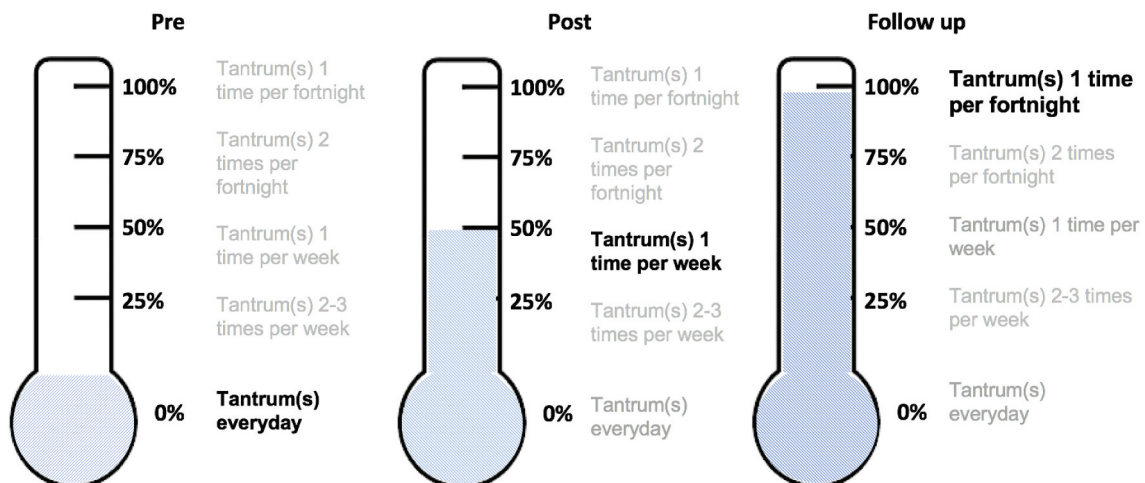 Pre
100%
Tantrum(s) 1
time per fortnight
75%
Tantrum(s) 2
times per
fortnight
50%
Tantrum(s) 1
time per week
25%
Tantrum(s) 2-3
times per week
0%
Tantrum(s)
everyday
Post
100%
Tantrum(s) 1
time per fortnight
75%
Tantrum(s) 2
times per
fortnight
50%
Tantrum(s) 1
time per week
25%
Tantrum(s) 2-3
times per week
0%
Tantrum(s)
everyday
Follow up
100%
Tantrum(s) 1 time
per fortnight
75%
Tantrum(s) 2 times
per fortnight
50%
Tantrum(s) 1 time per
week
25%
Tantrum(s) 2-3 times
per week
0%
Tantrum(s)
everyday